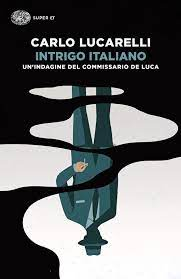 SUPER ET
CARLO LUCARELLI
INTRIGO ITALIANO
UN'INDAGINE DEL COMMISSARIO DE LUCA